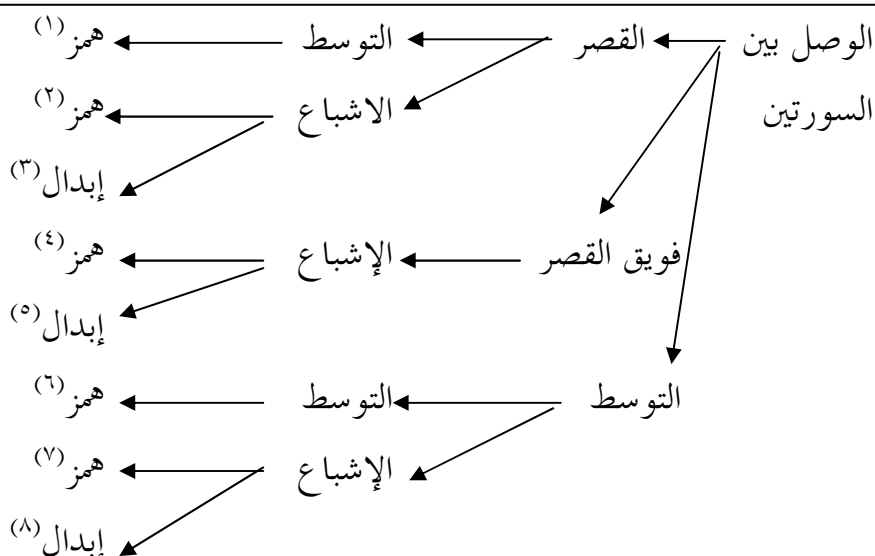 الوصل بين القصر التوسط همز (١)
السورتين الاشباع همز (٢)
إبدال (٣)
فويق القصر الإشباع همز (٤)
إبدال (٥)
التوسط التوسط همز (٦)
الإشباع همز (٧)
إبدال (٨)